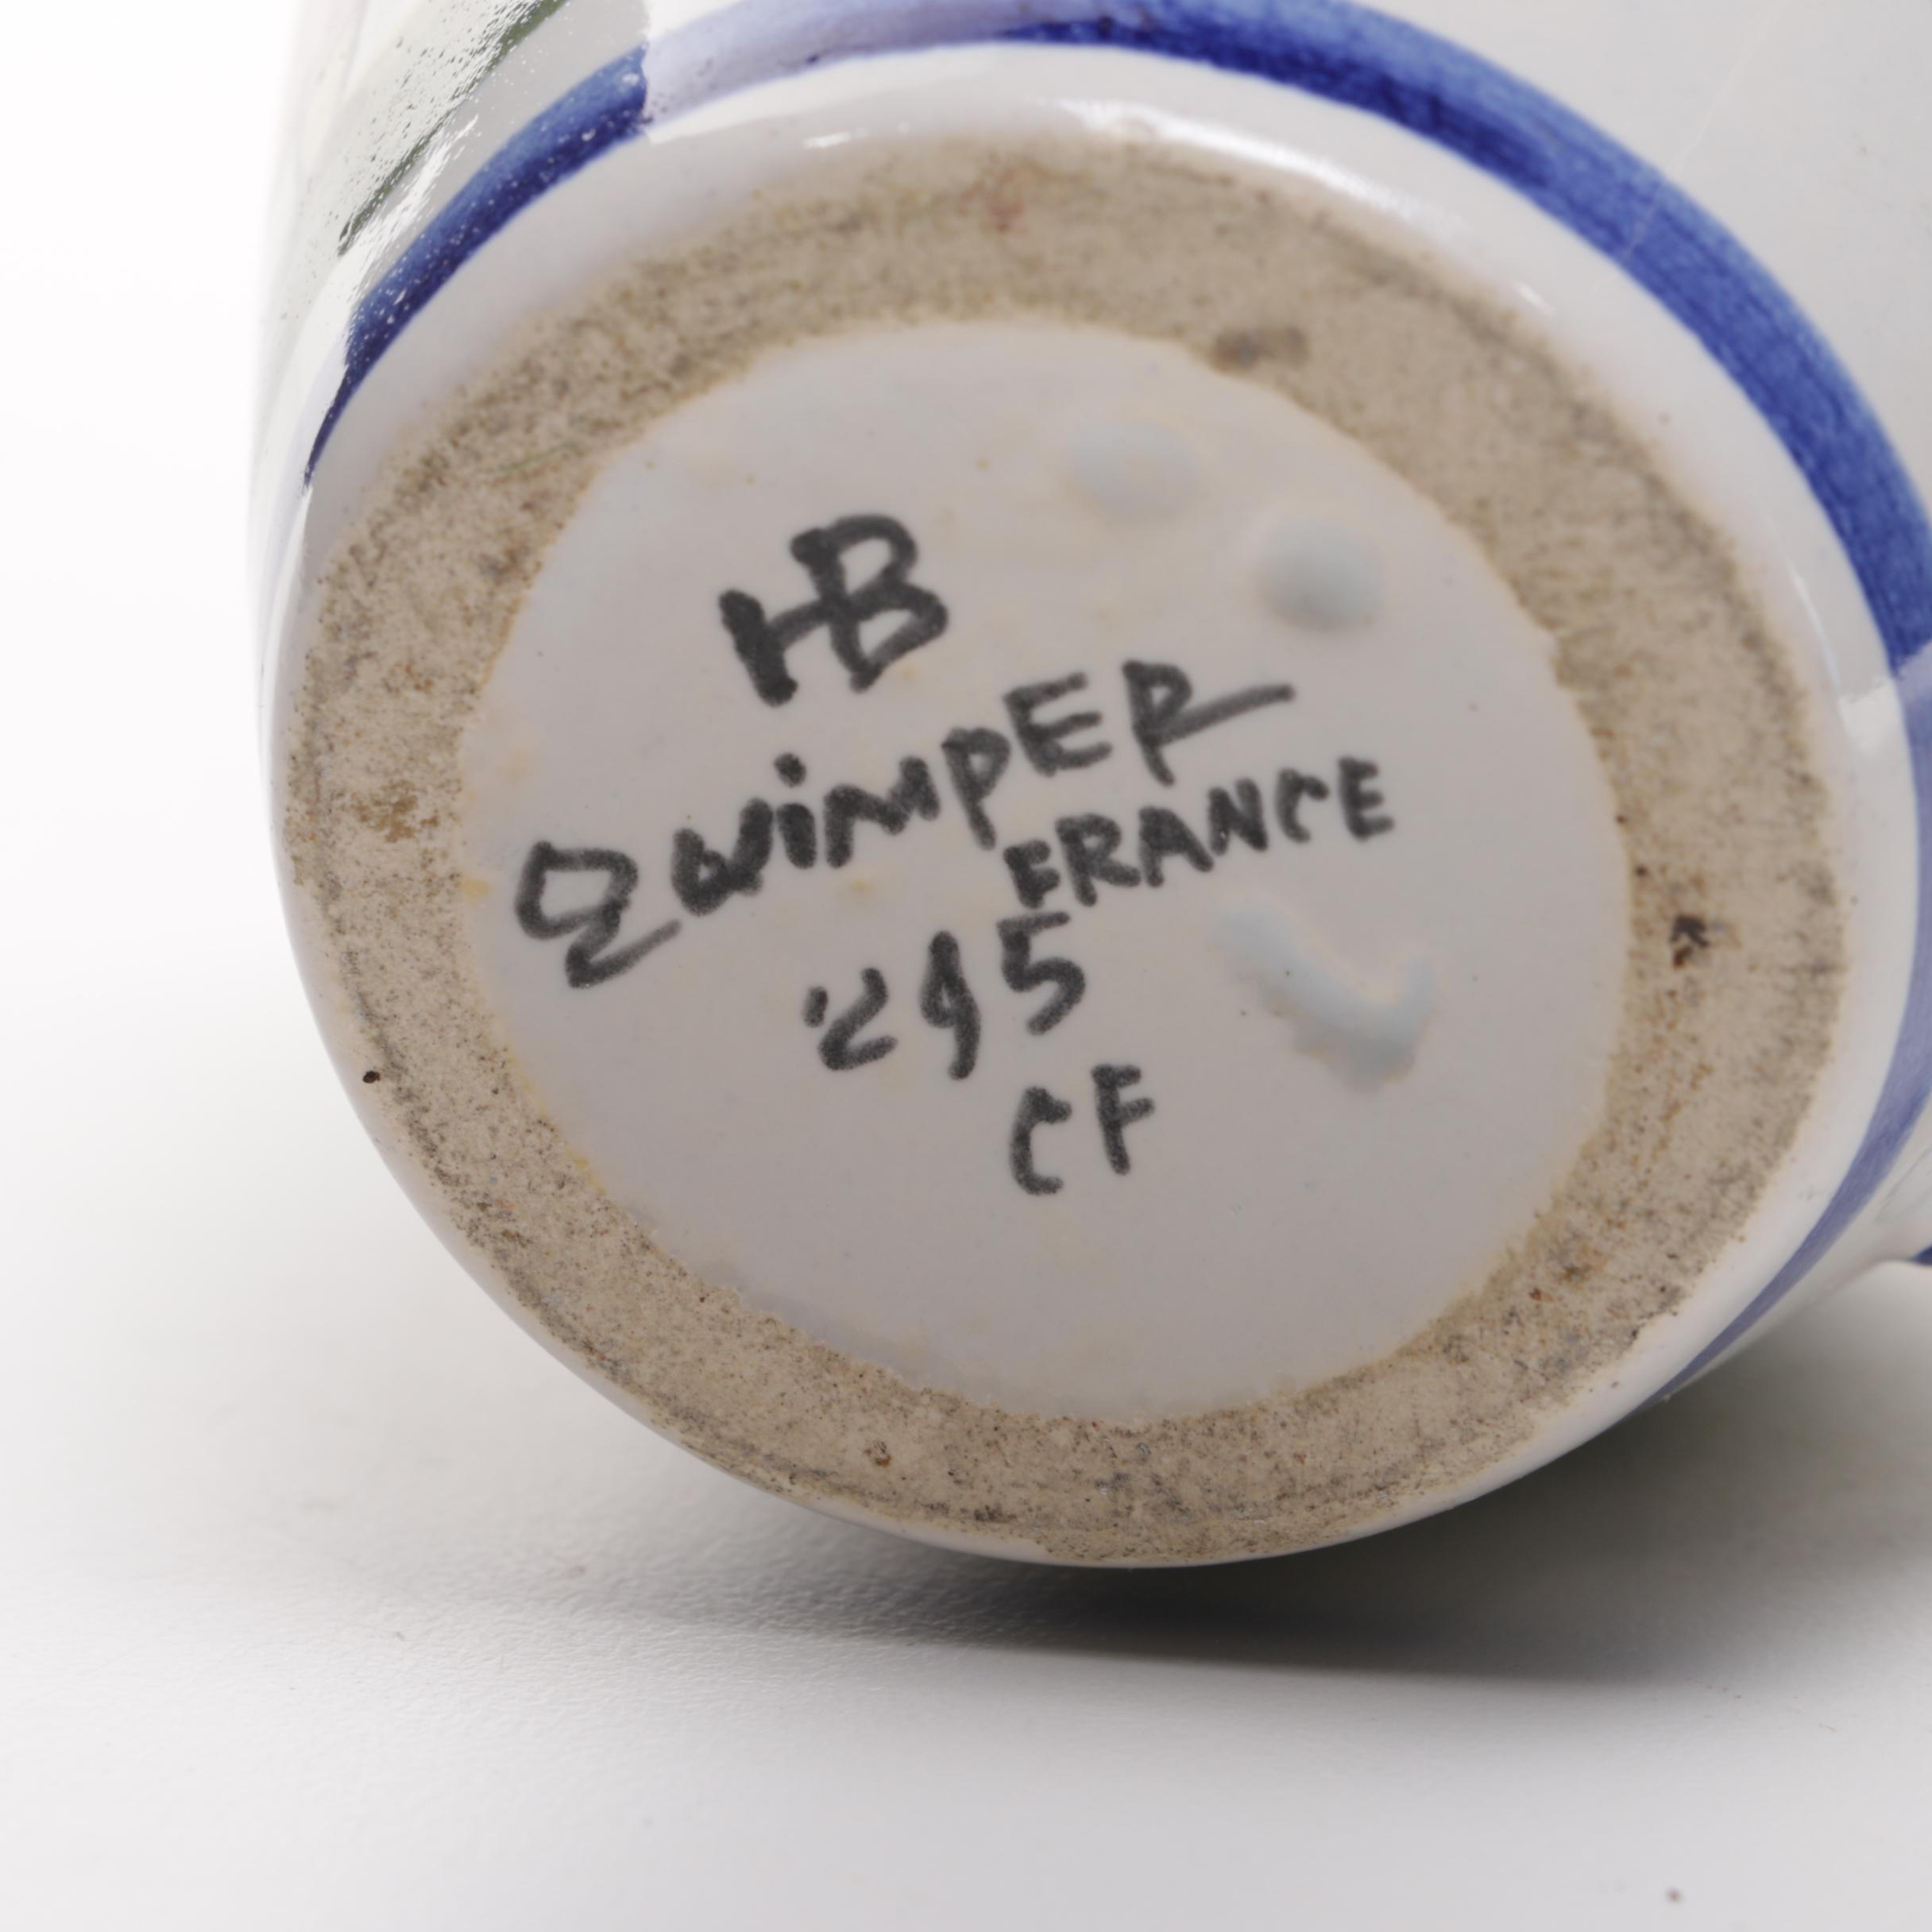 HB
QuimPER
FRANCE
295
CF